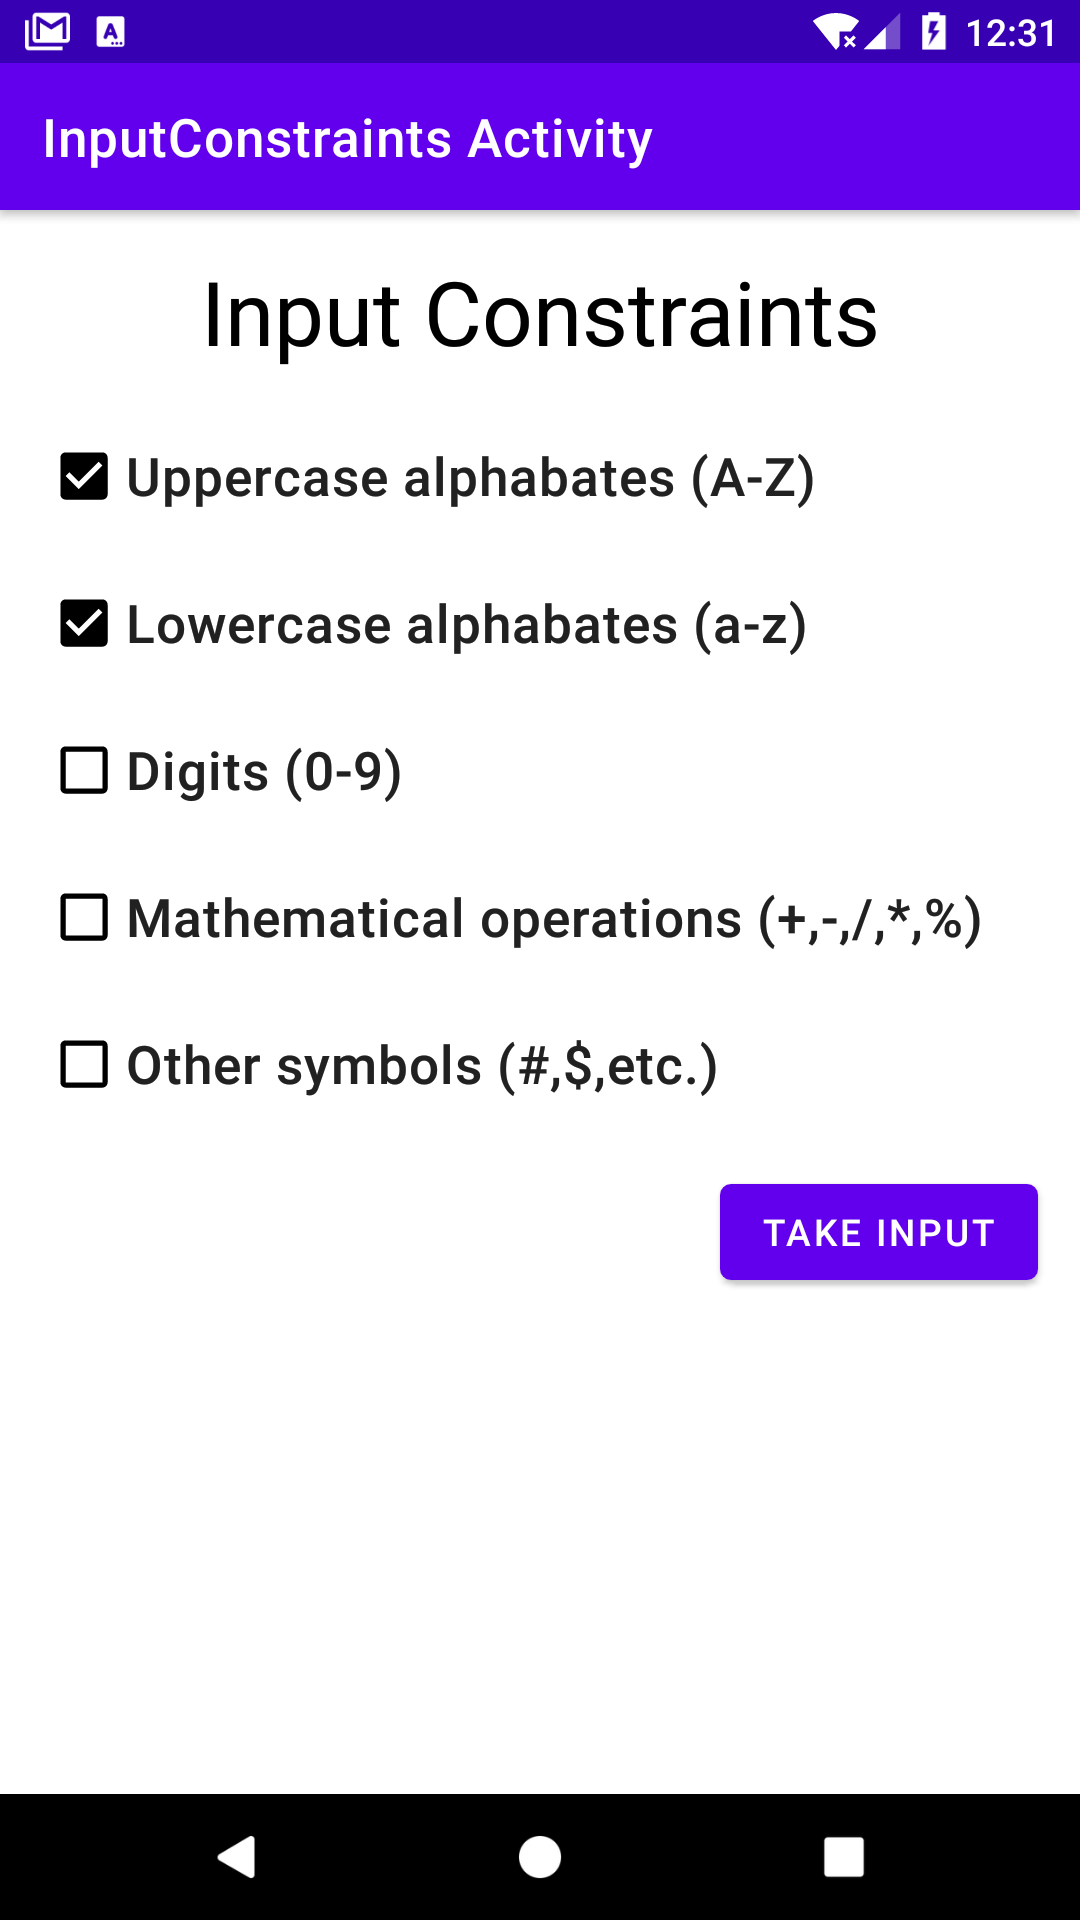 12:31
InputConstraints Activity
Input Constraints
Uppercase alphabates (A-Z)
Lowercase alphabates (a-z)
Digits (0-9)
Mathematical operations (+,-,/,*,%)
Other symbols (#,$,etc.)
TAKE INPUT